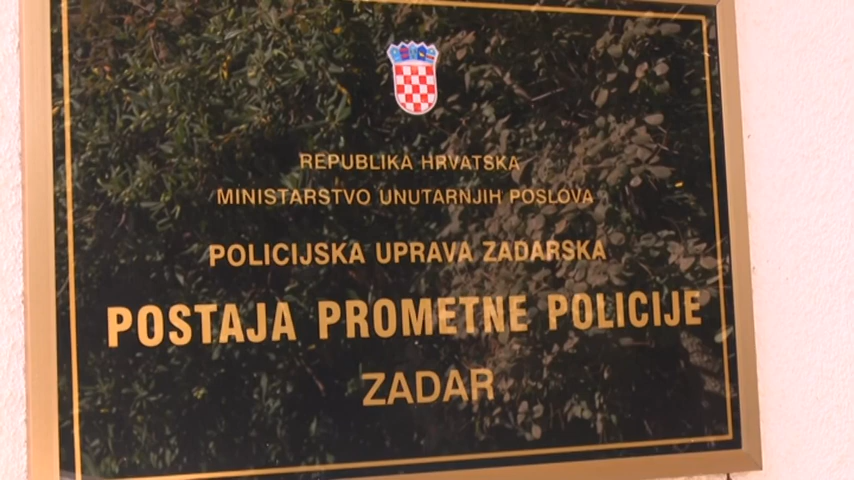 REPUBLIKA HRVATSKA
MINISTARSTVO UNUTARNJIH POSLOVA
POLICIJSKA UPRAVA ZADARSKA
POSTAJA PROMETNE POLICIJE
ZADAR